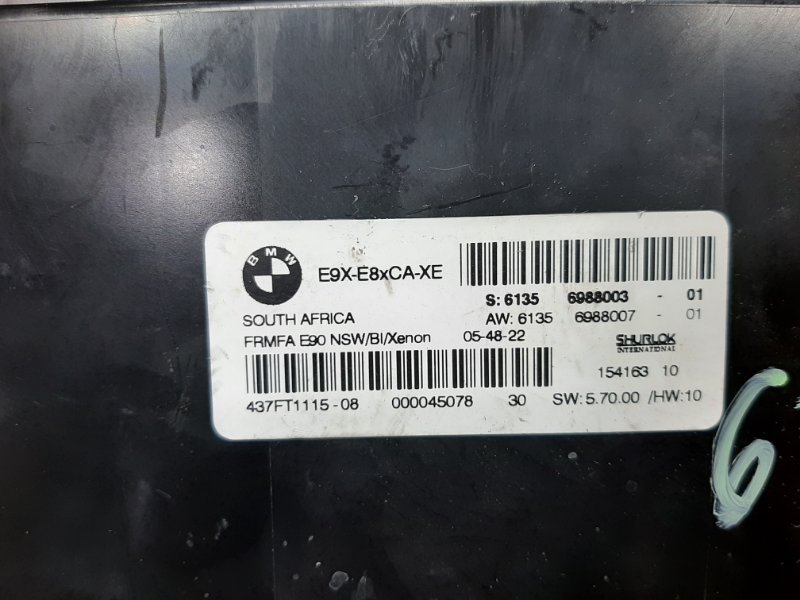 BMW
E9X-E8xCA-XE
S: 6135 6988003 - 01
SOUTH AFRICA
AW: 6135 6988007 - 01
FRMFA E90 NSW/BI/Xenon 05-48-22
SHURLOK
INTERNATIONAL
154163 10
437FT1115-08 000045078 30 SW: 5.70.00 /HW:10
6